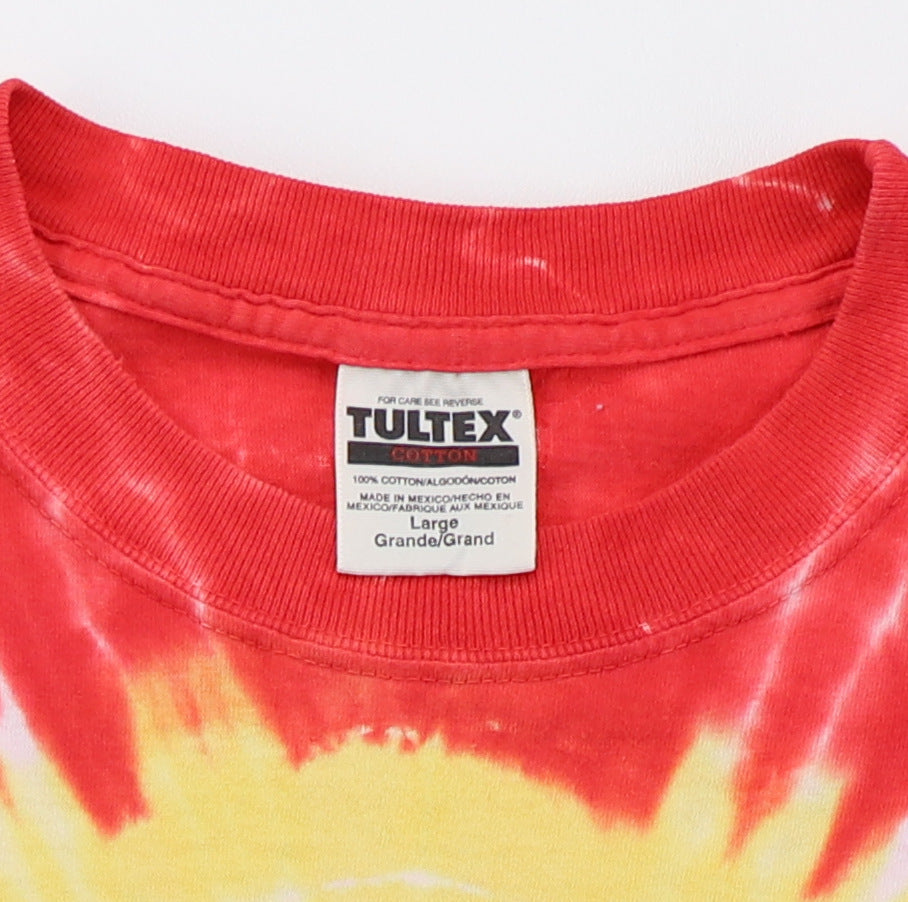 FOR CARE SEE REVERSE
TULTEX®
COTTON
100% COTTON/ALGODÓN/COTON
MADE IN MEXICO/HECHO EN
MEXICO/FABRIQUE AUX MEXIQUE
Large
Grande/Grand